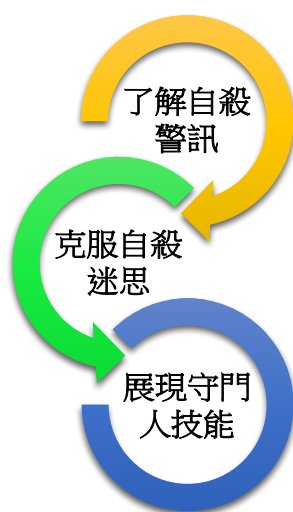 了解自殺
警訊
克服自殺
迷思
展現守門
人技能